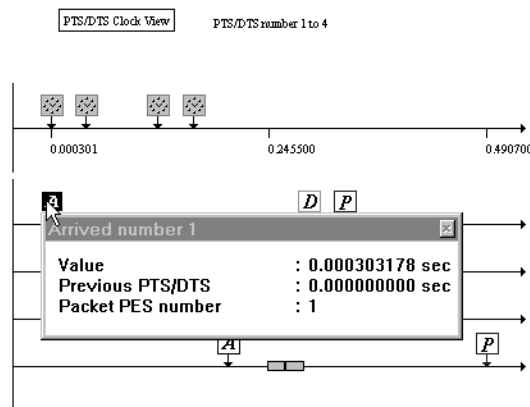 PTS/DTS Clock View PTS/DTS number 1 to 4
0.000301 0.245500 0.490700
A D P
Arrived number 1
Value : 0.000303178 sec
Previous PTS/DTS : 0.000000000 sec
Packet PES number : 1
A P